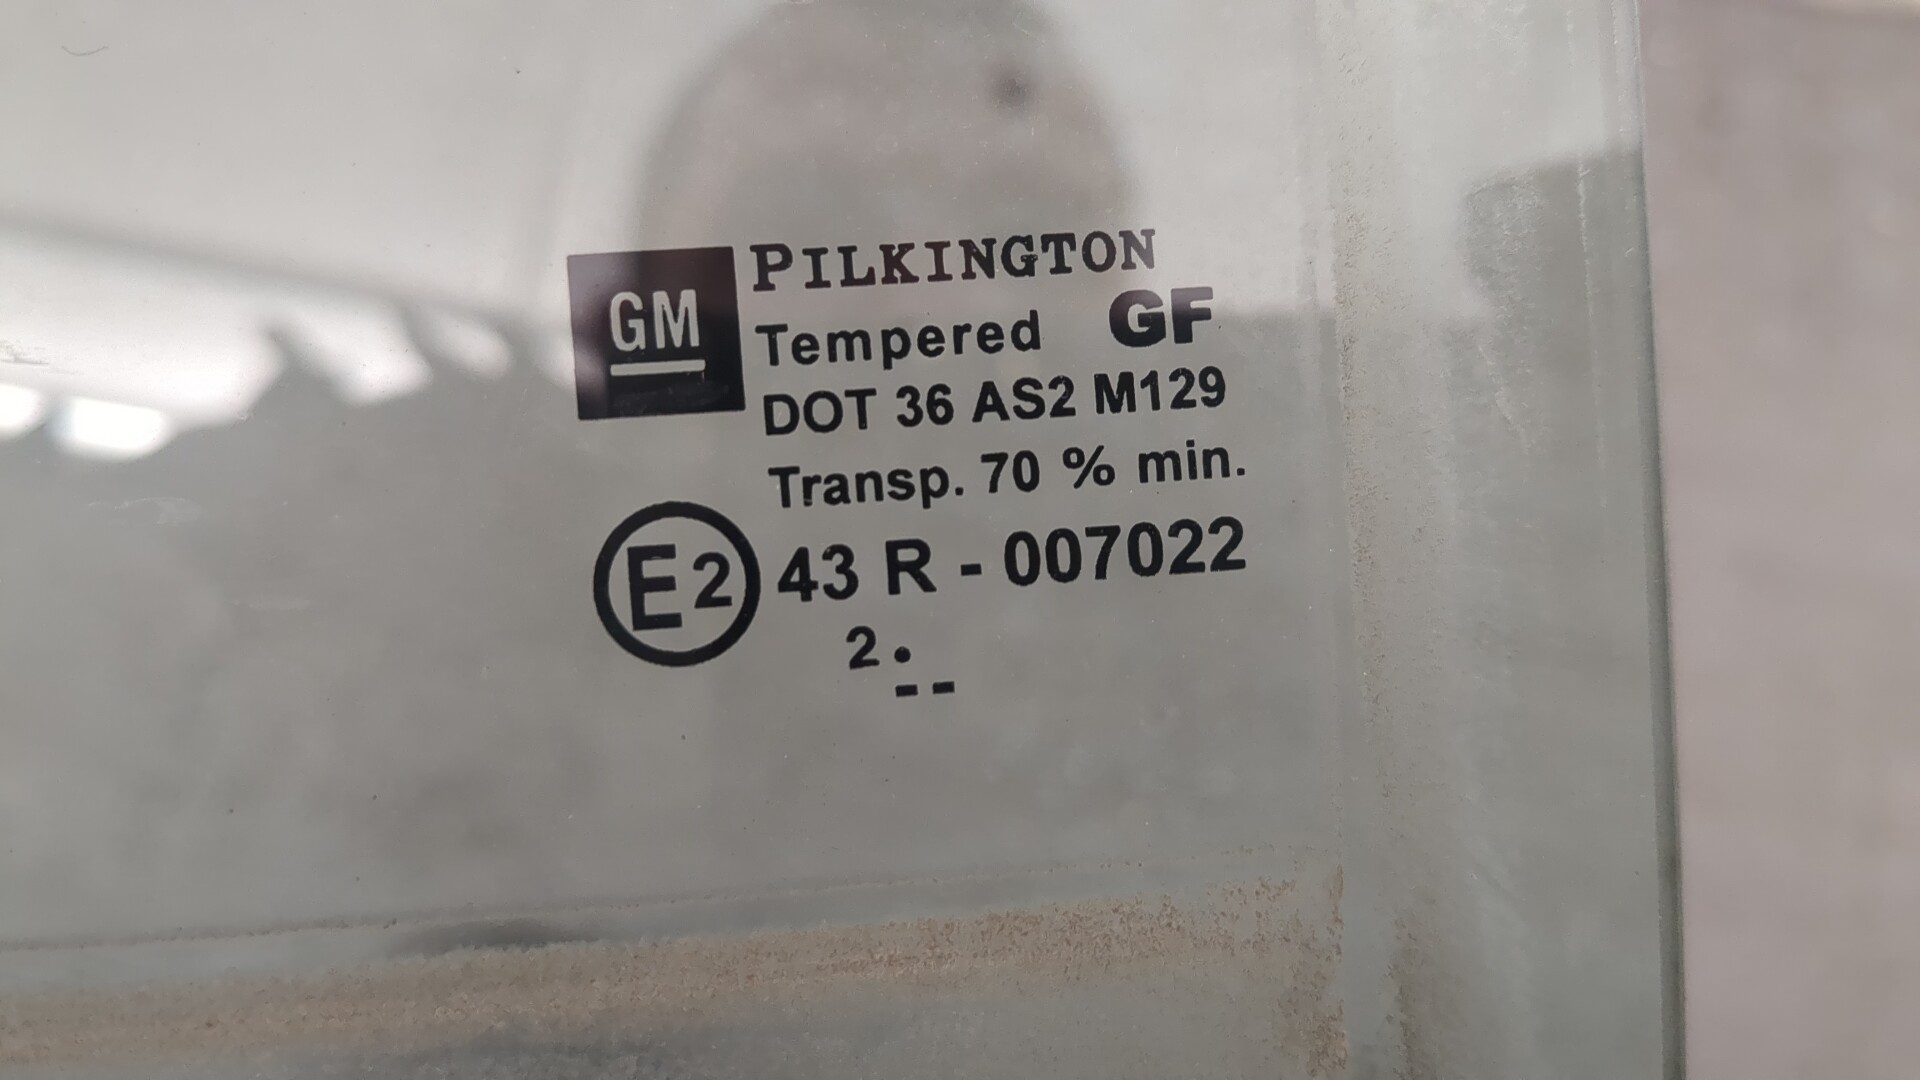 GM
PILKINGTON
Tempered GF
DOT 36 AS2 M129
Transp. 70 % min.
E2 43 R - 007022
2 •
- -